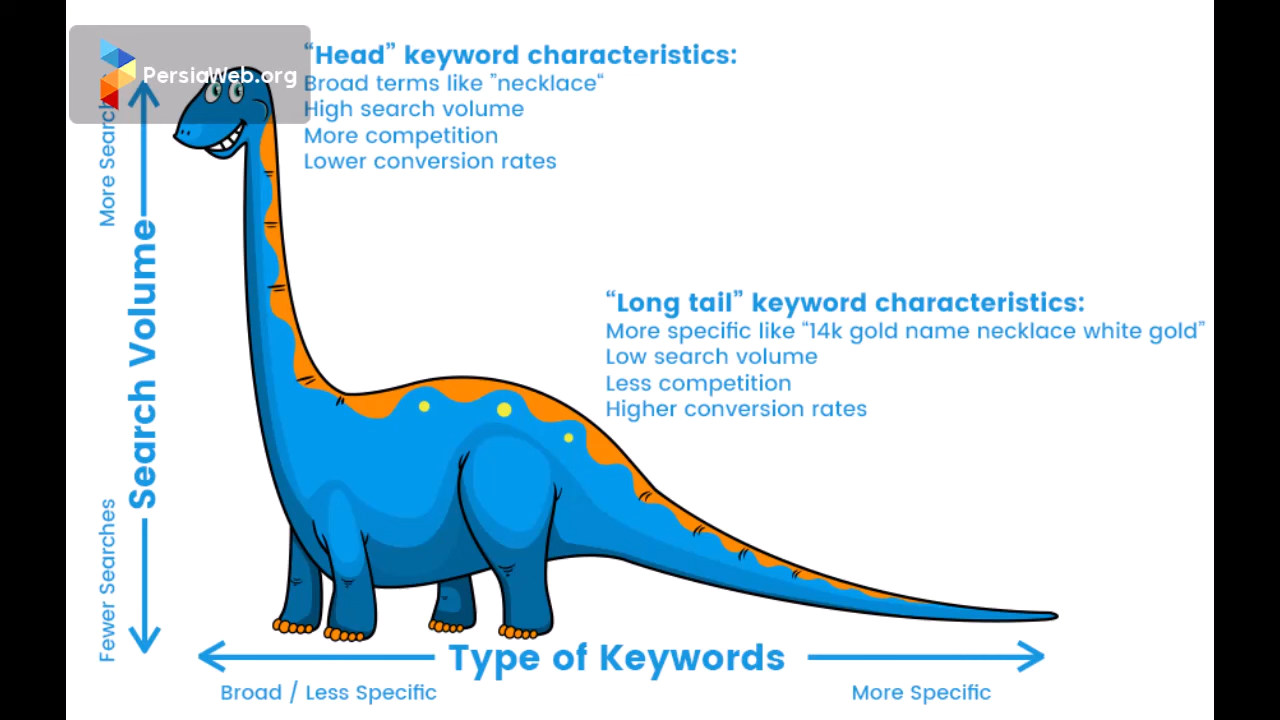 PersiaWeb.org
"Head" keyword characteristics:
Broad terms like "necklace"
High search volume
More competition
Lower conversion rates
"Long tail" keyword characteristics:
More specific like "14k gold name necklace white gold"
Low search volume
Less competition
Higher conversion rates
Search Volume
Fewer Searches
Type of Keywords
Broad / Less Specific
More Specific